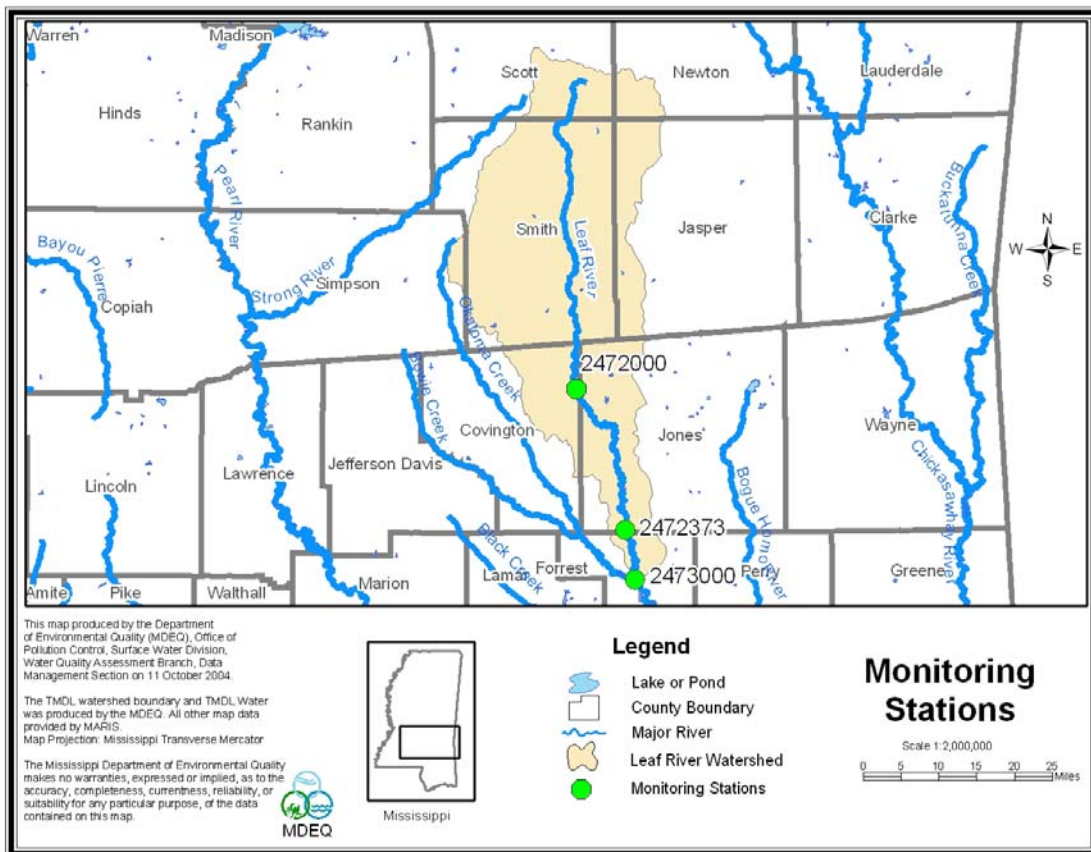 Warren
Madison
Scott
Newton
Lauderdale
Hinds
Rankin
Pearl River
Buckatunna Creek
Clarke
Smith
Leaf River
Jasper
N
W
E
S
Bayou Pierre
Strong River
Simpson
Copiah
Okatoma Creek
2472000
Bowie Creek
Covington
Jones
Wayne
Chickasawhay River
Jefferson Davis
Lawrence
Lincoln
Bogue Homo River
2472373
Black Creek
Forrest
2473000
Perry
Lamar
Greene
Marion
Amite
Pike
Walthall
This map produced by the Department
of Environmental Quality (MDEQ), Office of
Pollution Control, Surface Water Division,
Water Quality Assessment Branch, Data
Management Section on 11 October 2004.
The TMDL watershed boundary and TMDL Water
was produced by the MDEQ. All other map data
provided by MARIS.
Map Projection: Mississippi Transverse Mercator
The Mississippi Department of Environmental Quality
makes no warranties, expressed or implied, as to the
accuracy, completeness, currentness, reliability, or
suitability for any particular purpose, of the data
contained on this map.
MDEQ
Mississippi
Legend
Lake or Pond
County Boundary
Major River
Leaf River Watershed
Monitoring Stations
Monitoring
Stations
Scale 1:2,000,000
0 5 10 15 20 25
Miles